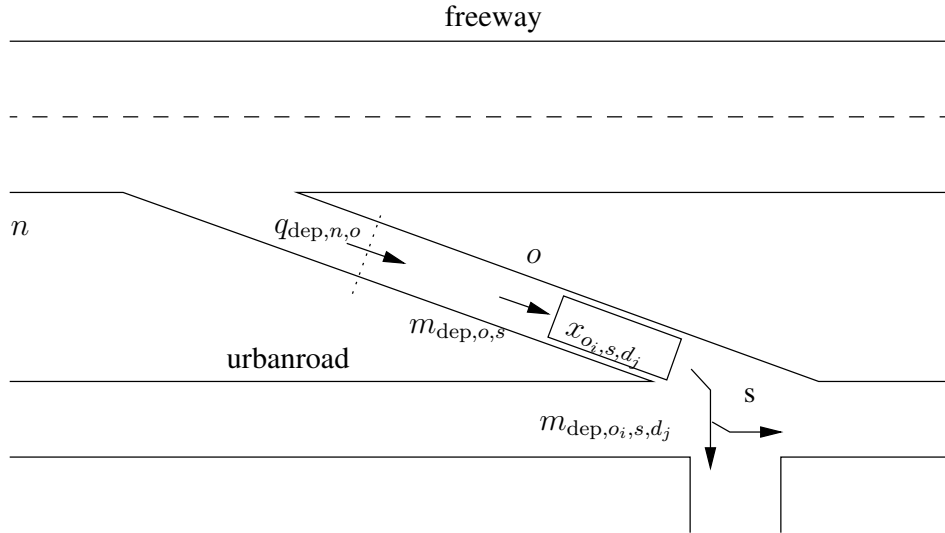 freeway
n
q_{dep,n,o}
o
m_{dep,o,s}
x_{o_i,s,d_j}
urbanroad
s
m_{dep,o_i,s,d_j}